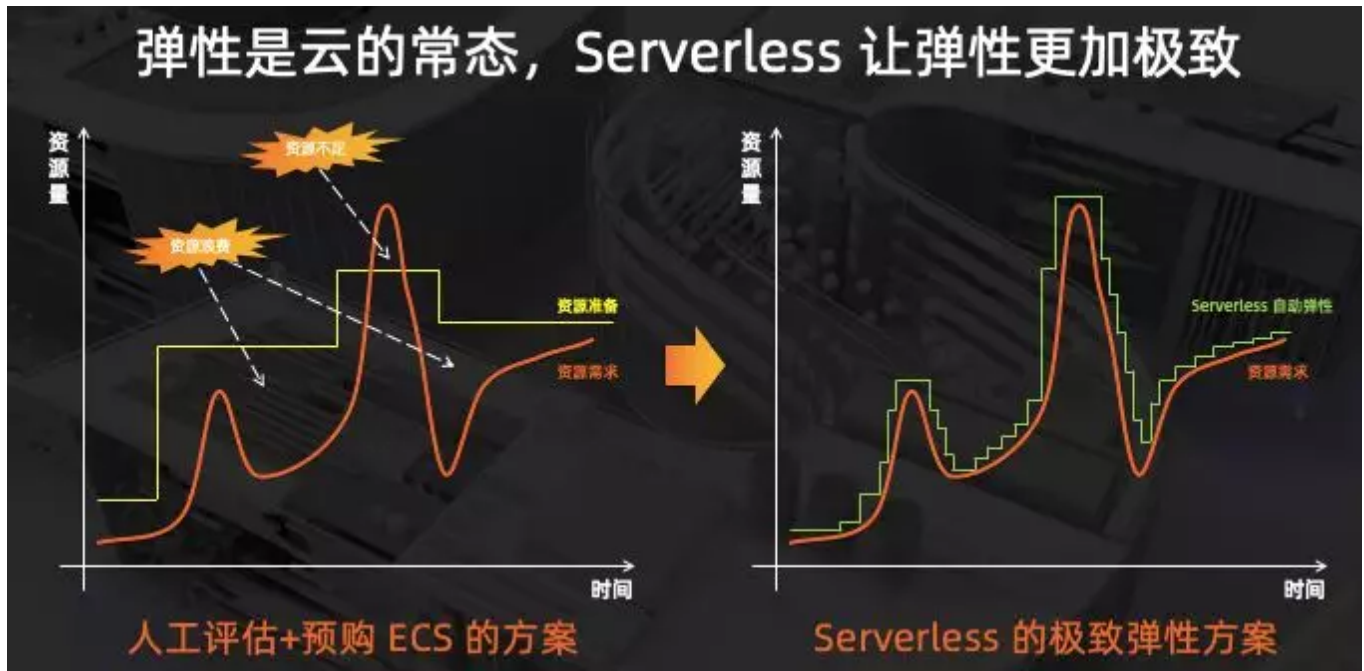 弹性是云的常态，Serverless 让弹性更加极致
资源量
资源不足
资源浪费
资源准备
资源需求
时间
人工评估+预购 ECS 的方案
资源量
Serverless 自动弹性
资源需求
时间
Serverless 的极致弹性方案